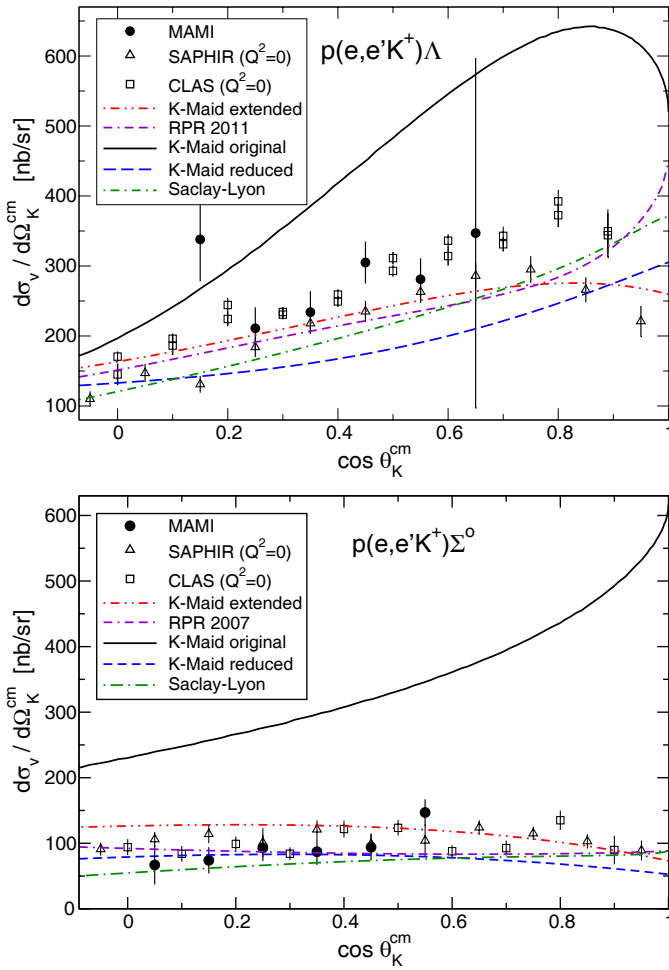 p(e,e'K⁺)Λ
MAMI
SAPHIR (Q²=0)
CLAS (Q²=0)
K-Maid extended
RPR 2011
K-Maid original
K-Maid reduced
Saclay-Lyon
dσᵥ / dΩ_K^cm [nb/sr]
600
500
400
300
200
100
0 0.2 0.4 0.6 0.8 1
cos θ_K^cm
p(e,e'K⁺)Σ°
MAMI
SAPHIR (Q²=0)
CLAS (Q²=0)
K-Maid extended
RPR 2007
K-Maid original
K-Maid reduced
Saclay-Lyon
dσᵥ / dΩ_K^cm [nb/sr]
600
500
400
300
200
100
0
0 0.2 0.4 0.6 0.8 1
cos θ_K^cm